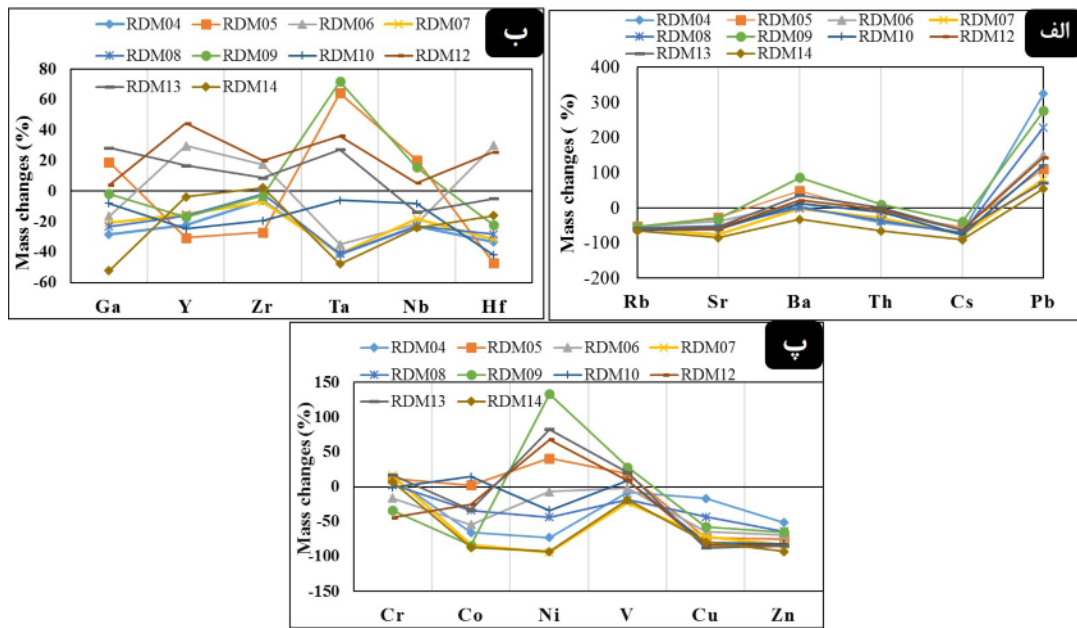 ب
RDM04 RDM05 RDM06 RDM07
RDM08 RDM09 RDM10 RDM12
RDM13 RDM14
Mass changes (%)
80
60
40
20
0
-20
-40
-60
Ga Y Zr Ta Nb Hf
الف
RDM04 RDM05 RDM06 RDM07
RDM08 RDM09 RDM10 RDM12
RDM13 RDM14
Mass changes ( %)
400
300
200
100
0
-100
-200
Rb Sr Ba Th Cs Pb
پ
RDM04 RDM05 RDM06 RDM07
RDM08 RDM09 RDM10 RDM12
RDM13 RDM14
Mass changes (%)
150
100
50
0
-50
-100
-150
Cr Co Ni V Cu Zn